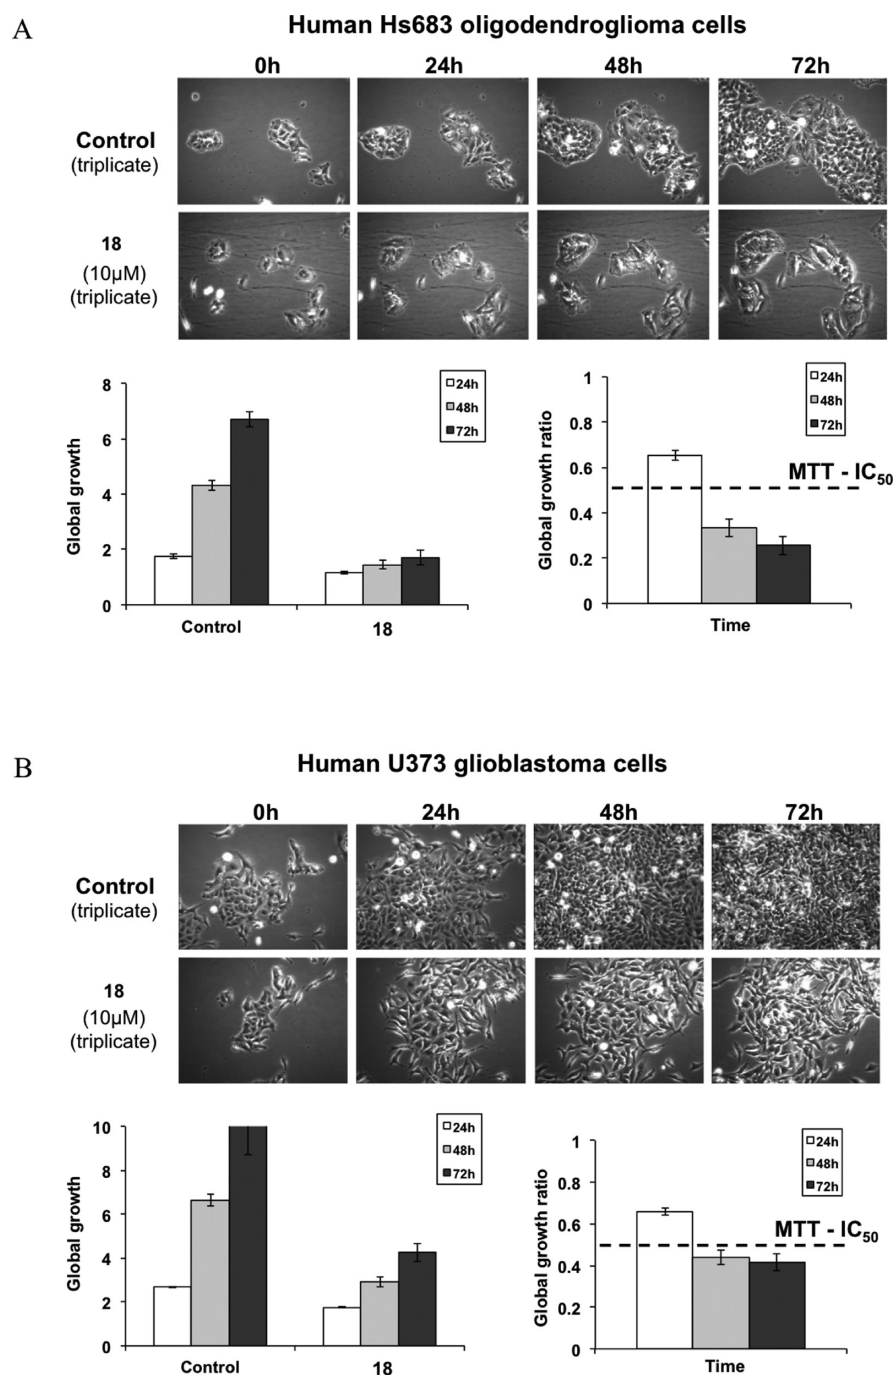 A
Human Hs683 oligodendroglioma cells
0h 24h 48h 72h
Control
(triplicate)
18
(10µM)
(triplicate)
Global growth
8
6
4
2
0
24h
48h
72h
Control 18
Global growth ratio
1
0.8
0.6
0.4
0.2
0
24h
48h
72h
MTT - IC50
Time
B
Human U373 glioblastoma cells
0h 24h 48h 72h
Control
(triplicate)
18
(10µM)
(triplicate)
Global growth
10
8
6
4
2
0
24h
48h
72h
Control 18
Global growth ratio
1
0.8
0.6
0.4
0.2
0
24h
48h
72h
MTT - IC50
Time